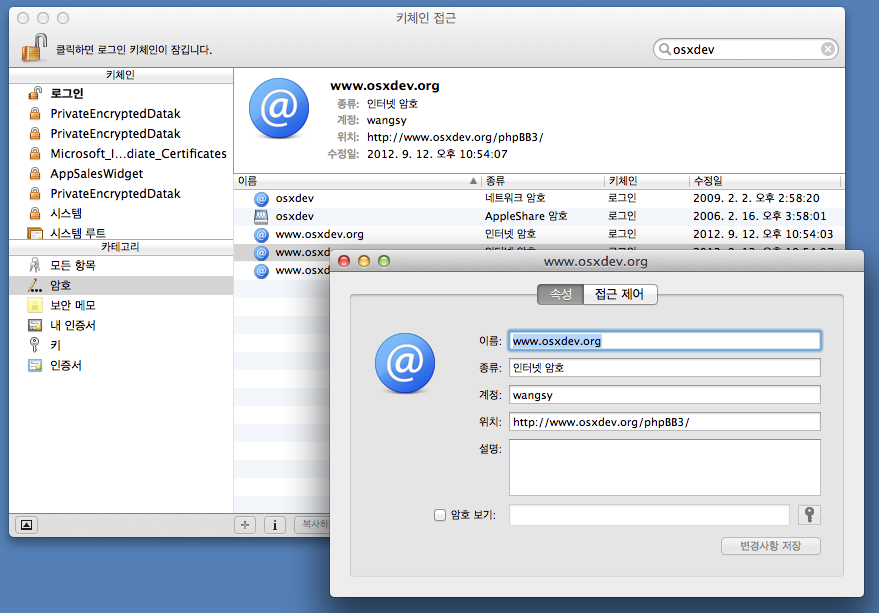 키체인 접근
클릭하면 로그인 키체인이 잠깁니다.
osxdev
키체인
로그인
PrivateEncryptedDatak
PrivateEncryptedDatak
Microsoft_I...diate_Certificates
AppSalesWidget
PrivateEncryptedDatak
시스템
시스템 루트
카테고리
모든 항목
암호
보안 메모
내 인증서
키
인증서
www.osxdev.org
종류: 인터넷 암호
계정: wangsy
위치: http://www.osxdev.org/phpBB3/
수정일: 2012. 9. 12. 오후 10:54:07
이름 종류 키체인 수정일
osxdev 네트워크 암호 로그인 2009. 2. 2. 오후 2:58:20
osxdev AppleShare 암호 로그인 2006. 2. 16. 오후 3:58:01
www.osxdev.org 인터넷 암호 로그인 2012. 9. 12. 오후 10:54:03
www.osxd
www.osxd
복사하
www.osxdev.org
속성 접근 제어
이름: www.osxdev.org
종류: 인터넷 암호
계정: wangsy
위치: http://www.osxdev.org/phpBB3/
설명:
암호 보기:
변경사항 저장